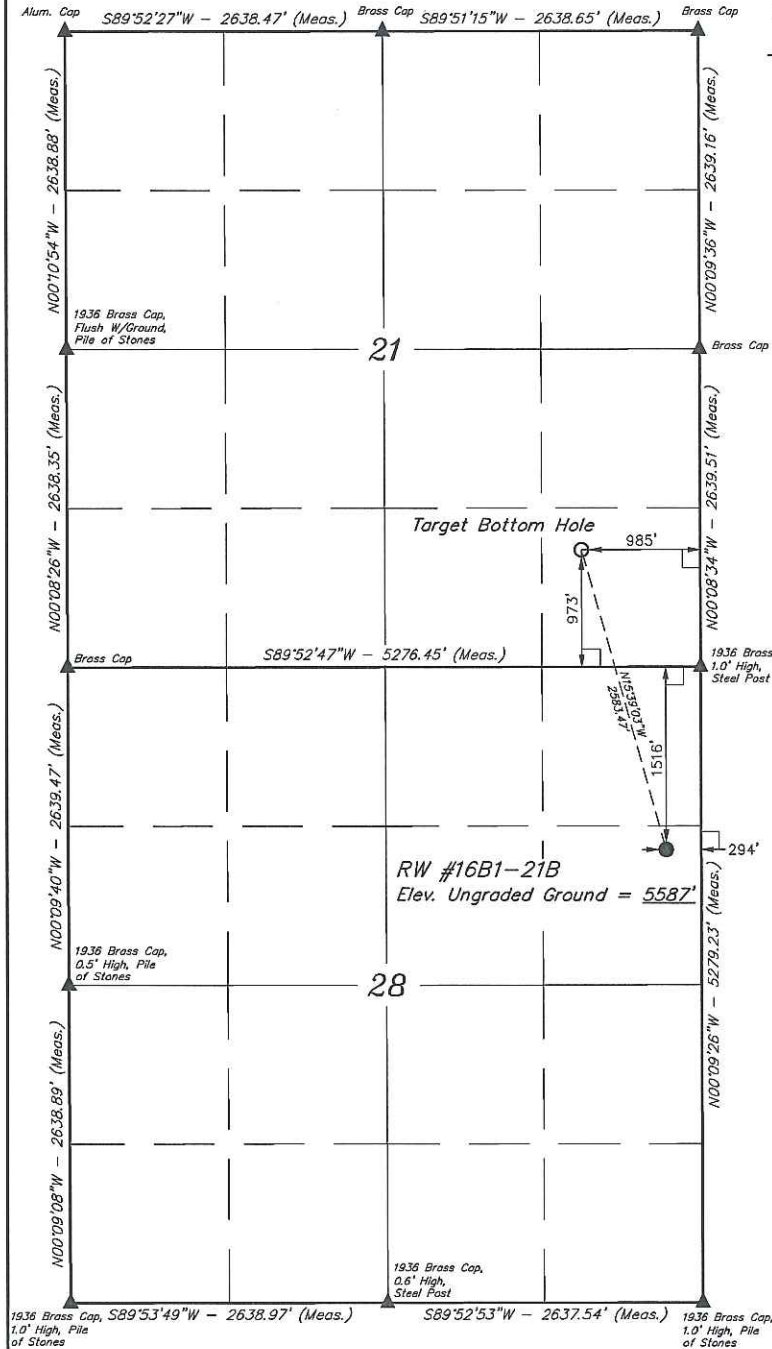 Alum. Cap
S89°52'27"W – 2638.47' (Meas.)
Brass Cap
S89°51'15"W – 2638.65' (Meas.)
Brass Cap
N00°10'54"W – 2638.88' (Meas.)
N00°09'36"W – 2639.16' (Meas.)
1936 Brass Cap,
Flush W/Ground,
Pile of Stones
21
Brass Cap
N00°08'26"W – 2638.35' (Meas.)
N00°08'34"W – 2639.51' (Meas.)
Target Bottom Hole
985'
973'
Brass Cap
S89°52'47"W – 5276.45' (Meas.)
1936 Brass
1.0' High,
Steel Post
N15°39'03"W
2583.47'
1516'
N00°09'40"W – 2639.47' (Meas.)
294'
RW #16B1-21B
Elev. Ungraded Ground = 5587'
1936 Brass Cap,
0.5' High, Pile
of Stones
28
N00°09'26"W – 5279.23' (Meas.)
N00°09'08"W – 2638.89' (Meas.)
1936 Brass Cap,
0.6' High,
Steel Post
1936 Brass Cap,
1.0' High, Pile
of Stones
S89°53'49"W – 2638.97' (Meas.)
S89°52'53"W – 2637.54' (Meas.)
1936 Brass Cap,
1.0' High, Pile
of Stones